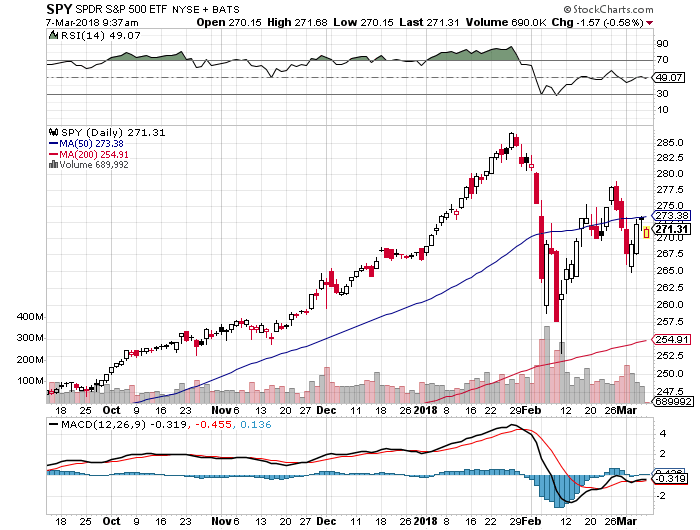 SPY SPDR S&P 500 ETF NYSE + BATS © StockCharts.com
7-Mar-2018 9:37am Open 270.15 High 271.68 Low 270.15 Last 271.31 Volume 690.0K Chg -1.57 (-0.58%)
RSI(14) 49.07
90
70
49.07
30
10
SPY (Daily) 271.31
MA(50) 273.38
MA(200) 254.91
Volume 689,992
285.0
282.5
280.0
277.5
275.0
273.38
271.31
270.0
267.5
265.0
262.5
260.0
257.5
254.91
252.5
250.0
247.5
689992
400M
300M
200M
100M
18 25 Oct 9 16 23 Nov 6 13 20 27 Dec 11 18 26 2018 8 16 22 29 Feb 12 20 26 Mar
MACD(12,26,9) -0.319, -0.455, 0.136
4
2
0.136
-0.319
-2
18 25 Oct 9 16 23 Nov 6 13 20 27 Dec 11 18 26 2018 8 16 22 29 Feb 12 20 26 Mar